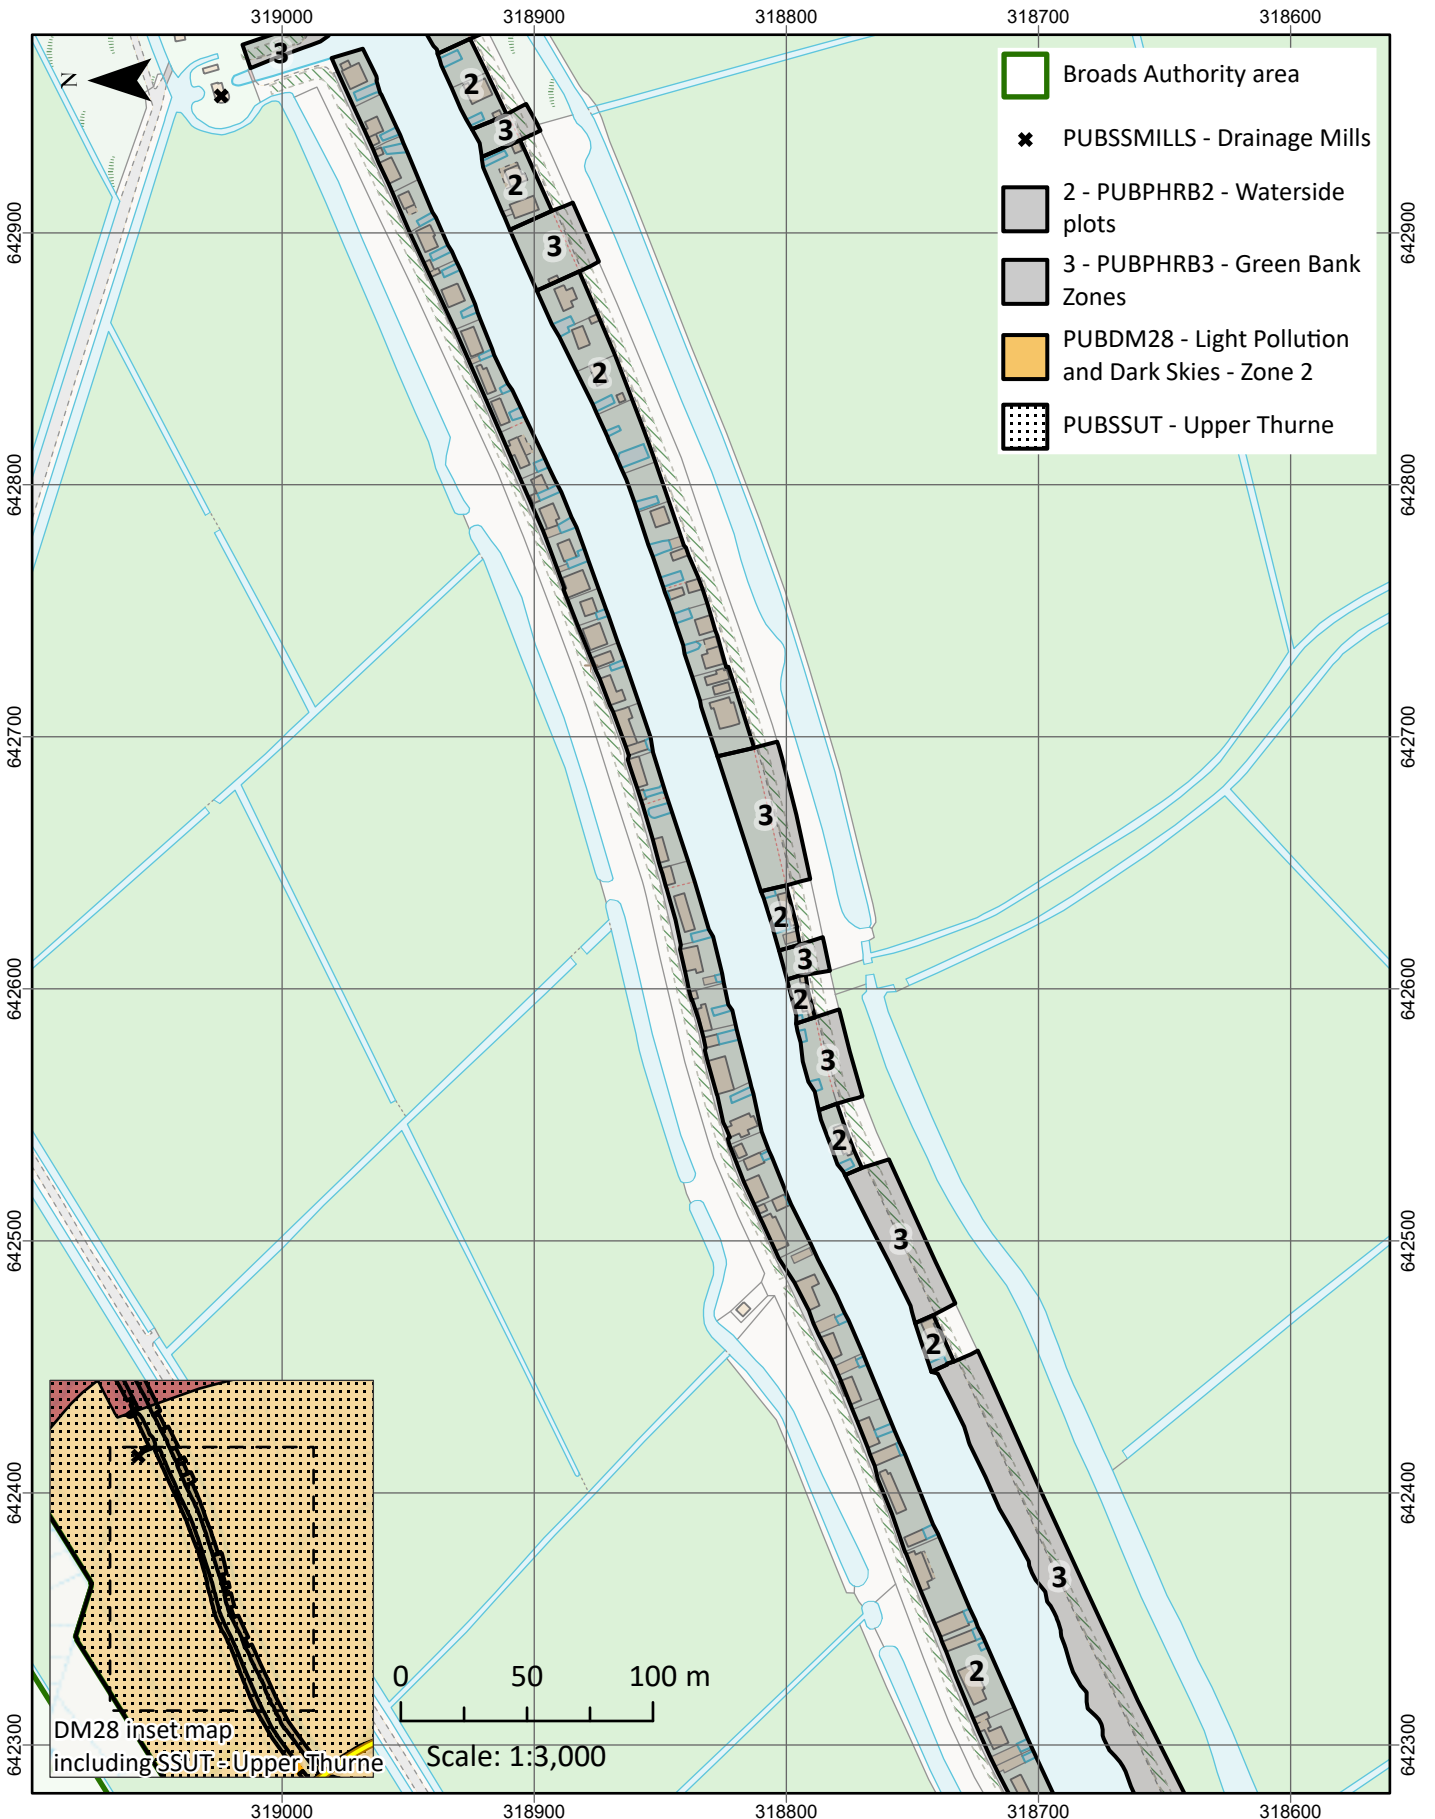 319000 318900 318800 318700 318600
N
Broads Authority area
PUBSSMILLS - Drainage Mills
2 - PUBPHRB2 - Waterside
plots
3 - PUBPHRB3 - Green Bank
Zones
PUBDM28 - Light Pollution
and Dark Skies - Zone 2
PUBSSUT - Upper Thurne
3
2
3
2
642900 642900
3
2
642800 642800
642700 642700
3
2
3
642600 642600
2
3
2
642500 642500
3
2
642400 642400
3
2
0 50 100 m
Scale: 1:3,000
DM28 inset map
including SSUT - Upper Thurne
642300 642300
319000 318900 318800 318700 318600